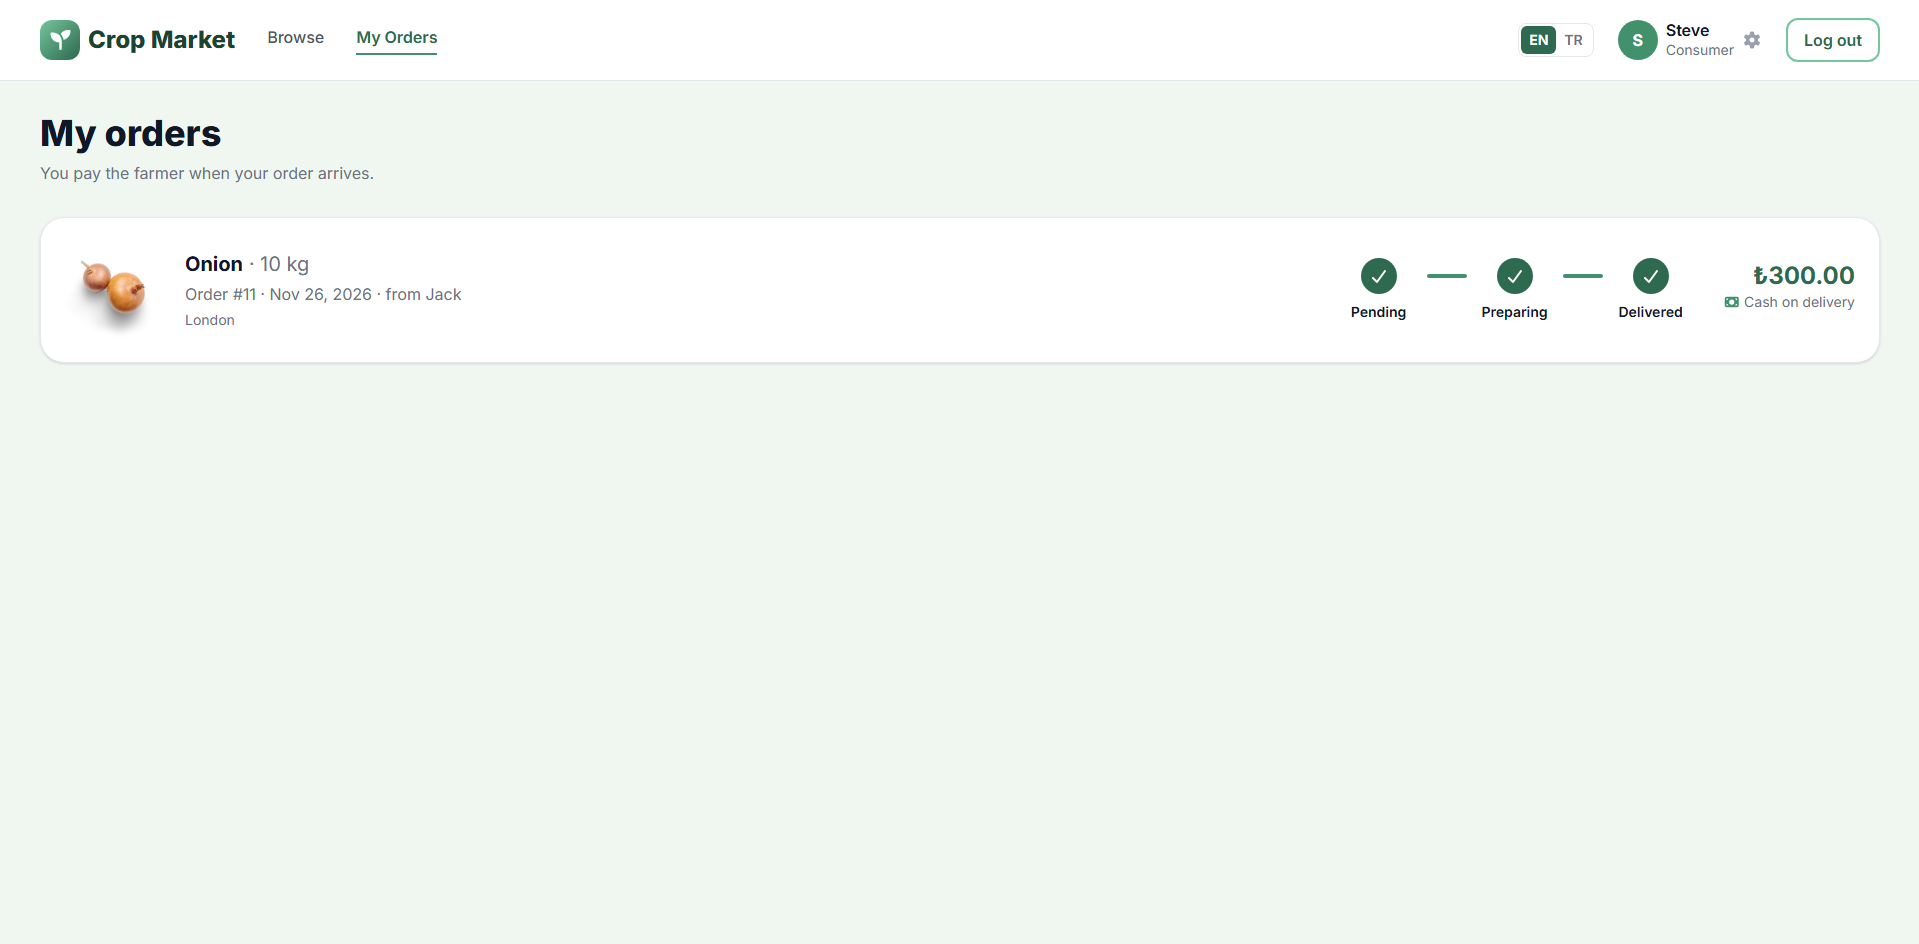 Crop Market
Browse
My Orders
EN
TR
S
Steve
Consumer
Log out
My orders
You pay the farmer when your order arrives.
Onion · 10 kg
Order #11 · Nov 26, 2026 · from Jack
London
Pending
Preparing
Delivered
₺300.00
Cash on delivery